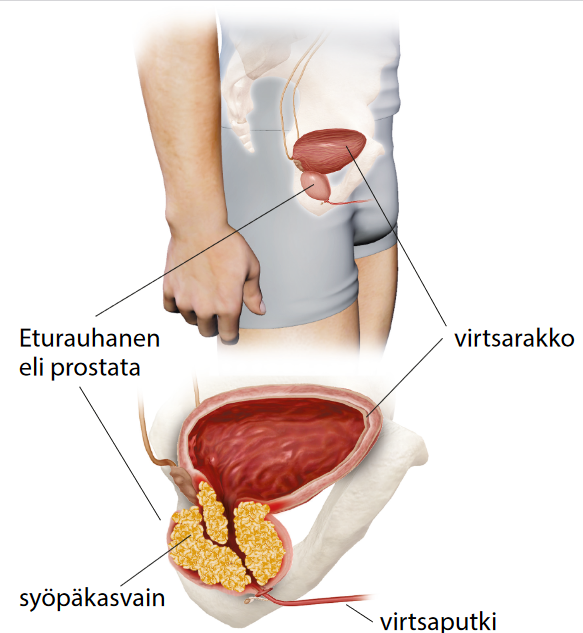 Eturauhanen
eli prostata
virtsarakko
syöpäkasvain
virtsaputki